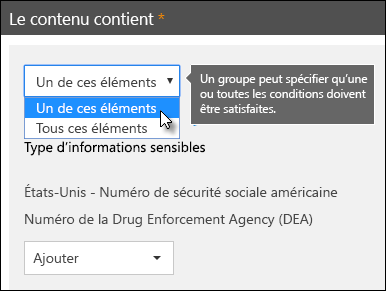 Le contenu contient *
Un de ces éléments
Un groupe peut spécifier qu'une
ou toutes les conditions doivent
être satisfaites.
Un de ces éléments
Tous ces éléments
Type d'informations sensibles
États-Unis - Numéro de sécurité sociale américaine
Numéro de la Drug Enforcement Agency (DEA)
Ajouter